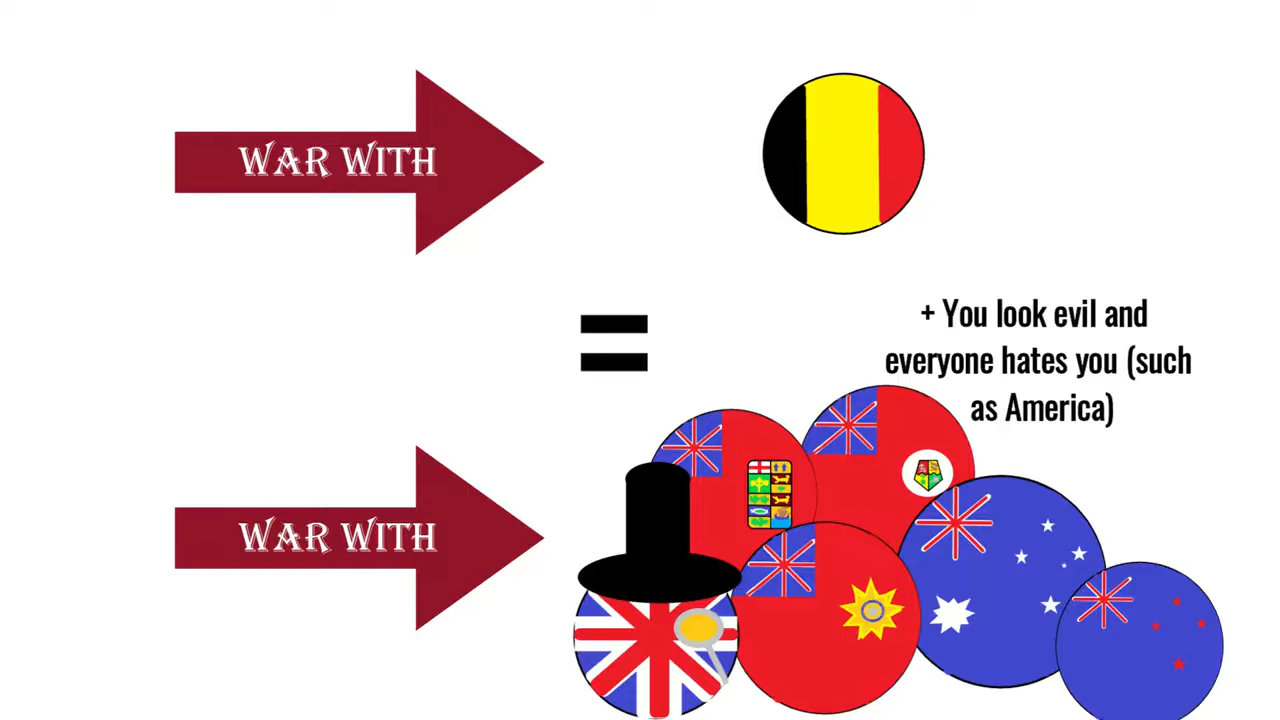 WAR WITH
+ You look evil and
everyone hates you (such
as America)
WAR WITH